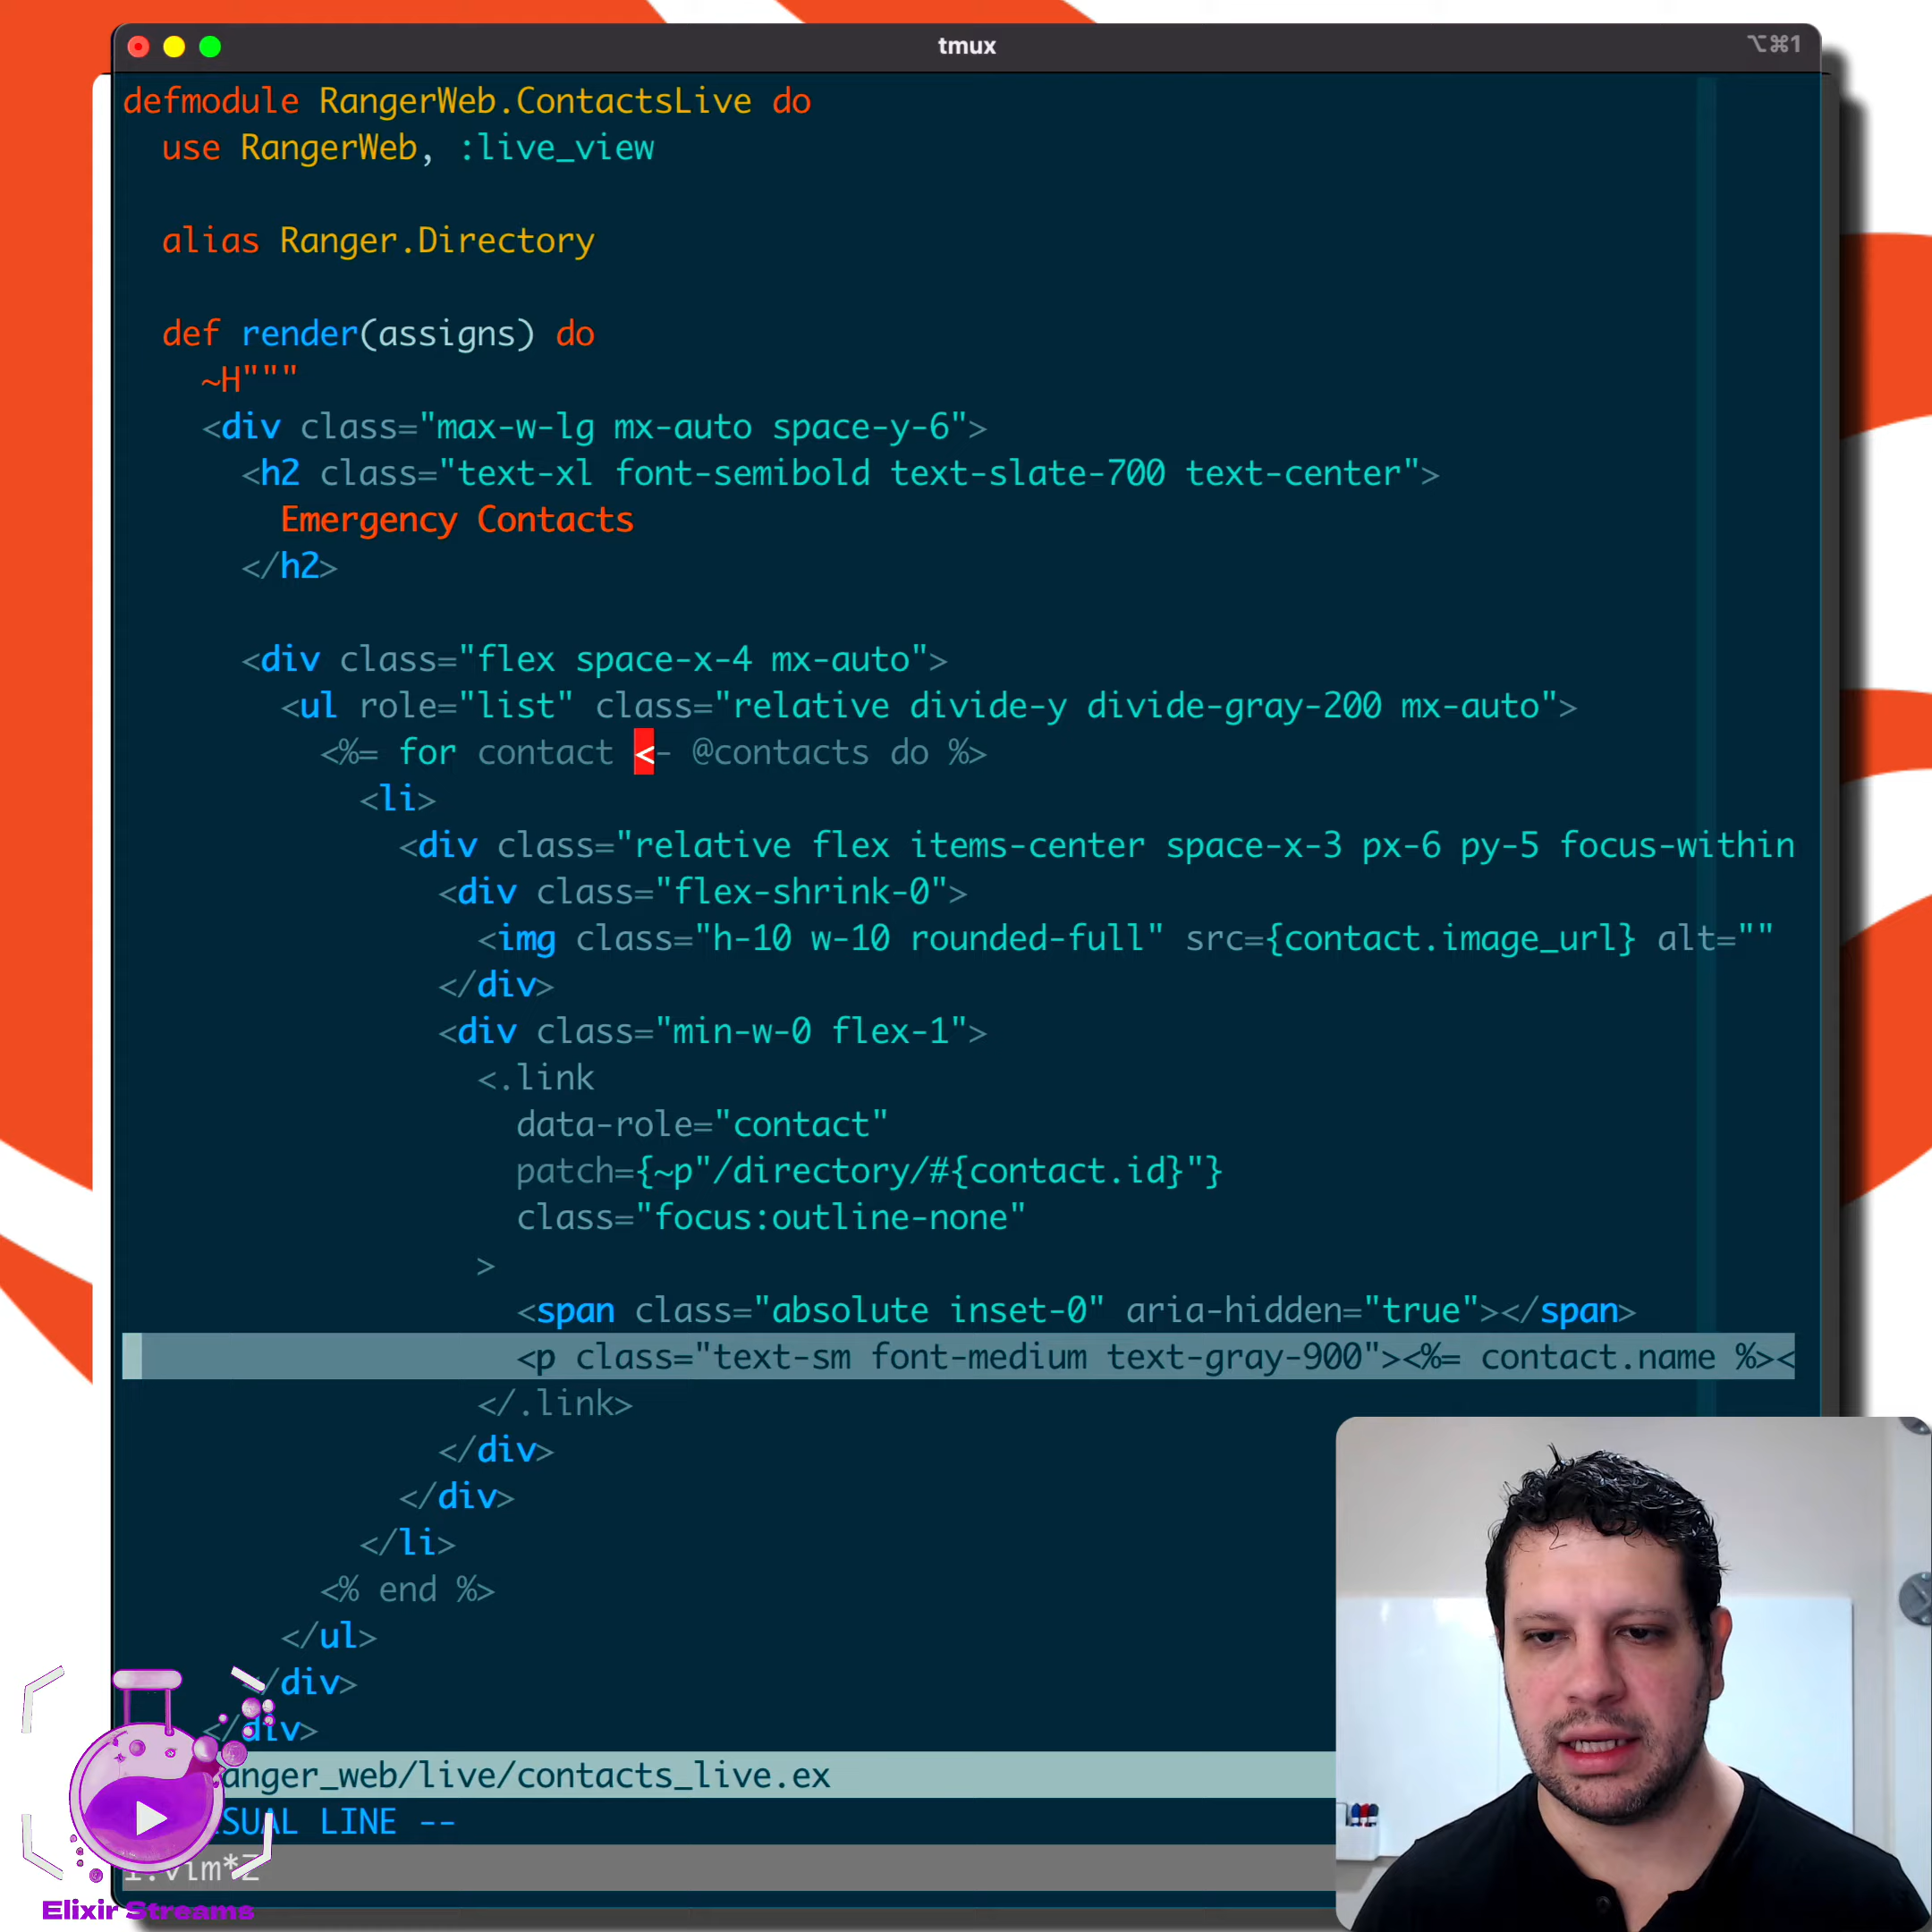 tmux
⌥⌘1
defmodule RangerWeb.ContactsLive do
  use RangerWeb, :live_view

  alias Ranger.Directory

  def render(assigns) do
    ~H"""
    <div class="max-w-lg mx-auto space-y-6">
      <h2 class="text-xl font-semibold text-slate-700 text-center">
        Emergency Contacts
      </h2>

      <div class="flex space-x-4 mx-auto">
        <ul role="list" class="relative divide-y divide-gray-200 mx-auto">
          <%= for contact <- @contacts do %>
            <li>
              <div class="relative flex items-center space-x-3 px-6 py-5 focus-within
                <div class="flex-shrink-0">
                  <img class="h-10 w-10 rounded-full" src={contact.image_url} alt=""
                </div>
                <div class="min-w-0 flex-1">
                  <.link
                    data-role="contact"
                    patch={~p"/directory/#{contact.id}"}
                    class="focus:outline-none"
                  >
                    <span class="absolute inset-0" aria-hidden="true"></span>
                    <p class="text-sm font-medium text-gray-900"><%= contact.name %><
                  </.link>
                </div>
              </div>
            </li>
          <% end %>
        </ul>
      </div>
    </div>
anger_web/live/contacts_live.ex
ISUAL LINE --
1:vim*Z
Elixir Streams